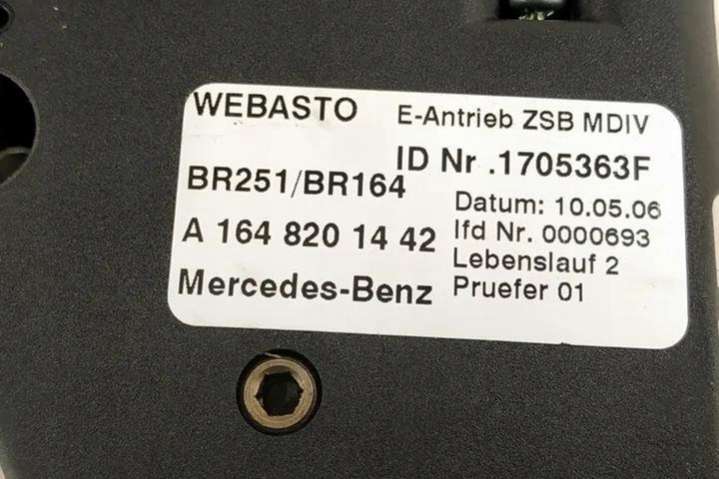 WEBASTO E-Antrieb ZSB MDIV
ID Nr .1705363F
BR251/BR164
Datum: 10.05.06
A 164 820 14 42
lfd Nr. 0000693
Lebenslauf 2
Mercedes-Benz
Pruefer 01